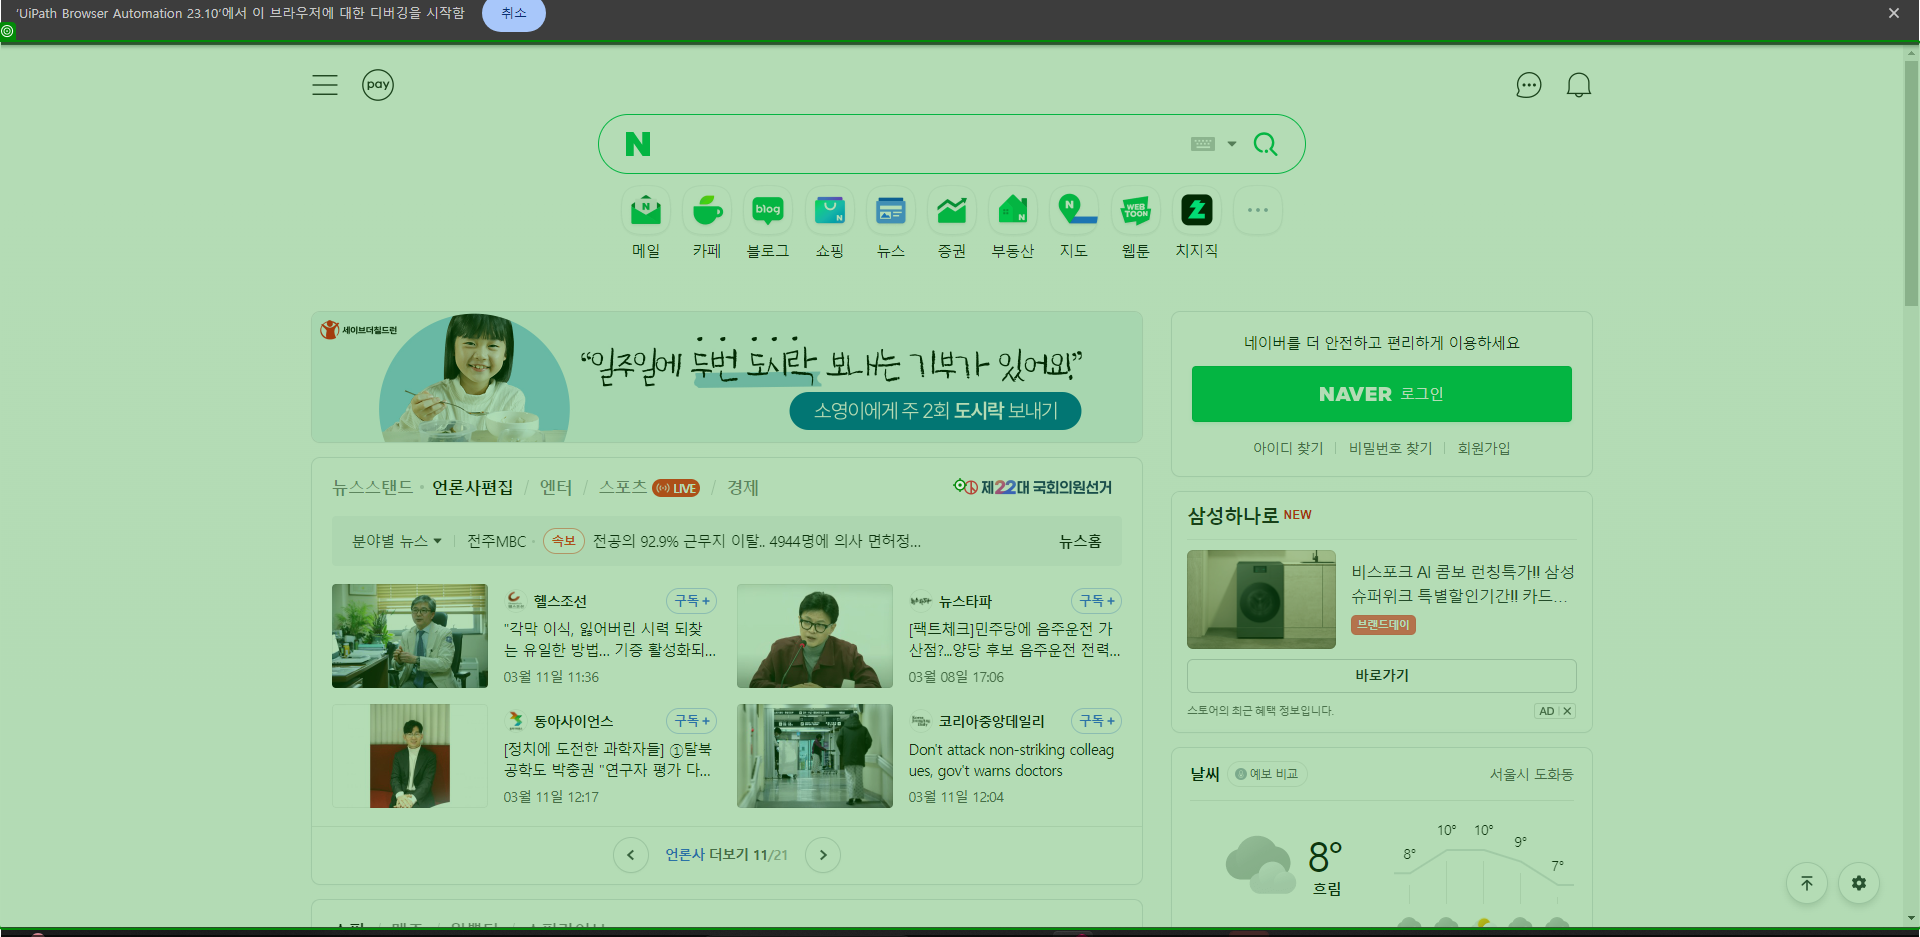 'UiPath Browser Automation 23.10'에서 이 브라우저에 대한 디버깅을 시작함
취소
pay
N
메일
카페
blog
블로그
쇼핑
뉴스
증권
부동산
지도
WEB TOON
웹툰
치지직
세이브더칠드런
“일주일에 두번 도시락 보내는 기부가 있어요!”
소영이에게 주 2회 도시락 보내기
네이버를 더 안전하고 편리하게 이용하세요
NAVER 로그인
아이디 찾기
비밀번호 찾기
회원가입
뉴스스탠드 · 언론사편집 / 엔터 / 스포츠 LIVE / 경제
제22대 국회의원선거
분야별 뉴스
전주MBC · 속보 전공의 92.9% 근무지 이탈.. 4944명에 의사 면허정...
뉴스홈
헬스조선
구독+
"각막 이식, 잃어버린 시력 되찾
는 유일한 방법... 기증 활성화되...
03월 11일 11:36
뉴스타파
구독+
[팩트체크]민주당에 음주운전 가
산점?...양당 후보 음주운전 전력...
03월 08일 17:06
동아사이언스
구독+
[정치에 도전한 과학자들] ①탈북
공학도 박충권 "연구자 평가 다...
03월 11일 12:17
코리아중앙데일리
구독+
Don't attack non-striking colleag
ues, gov't warns doctors
03월 11일 12:04
언론사 더보기 11/21
삼성하나로 NEW
비스포크 AI 콤보 런칭특가!! 삼성
슈퍼위크 특별할인기간!! 카드...
브랜드데이
바로가기
스토어의 최근 혜택 정보입니다.
AD
날씨
예보 비교
서울시 도화동
8°
흐림
8°
10°
10°
9°
7°